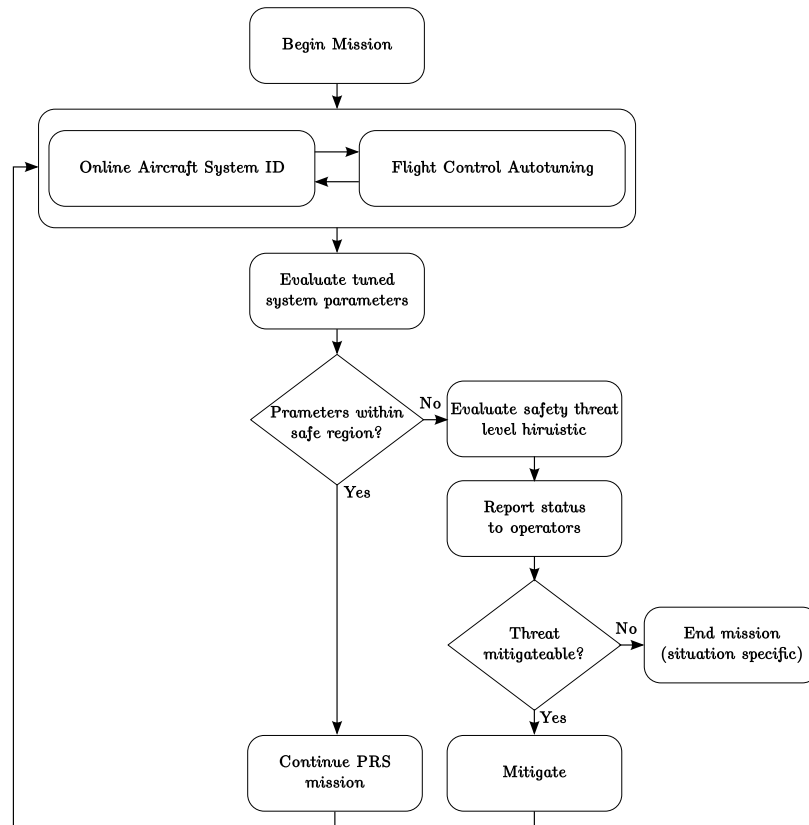 Begin Mission
Online Aircraft System ID
Flight Control Autotuning
Evaluate tuned
system parameters
Prameters within
safe region?
No
Evaluate safety threat
level hiruistic
Yes
Report status
to operators
Threat
mitigateable?
No
End mission
(situation specific)
Yes
Continue PRS
mission
Mitigate